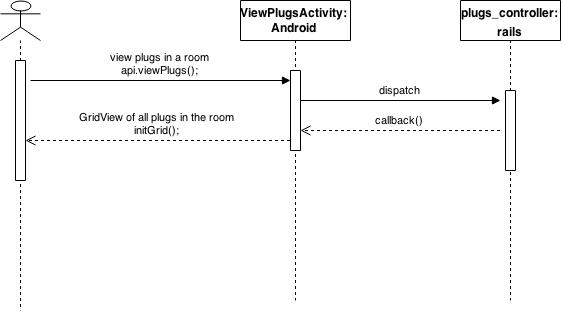 ViewPlugsActivity:
Android
plugs_controller:
rails
view plugs in a room
api.viewPlugs();
dispatch
GridView of all plugs in the room
initGrid();
callback()